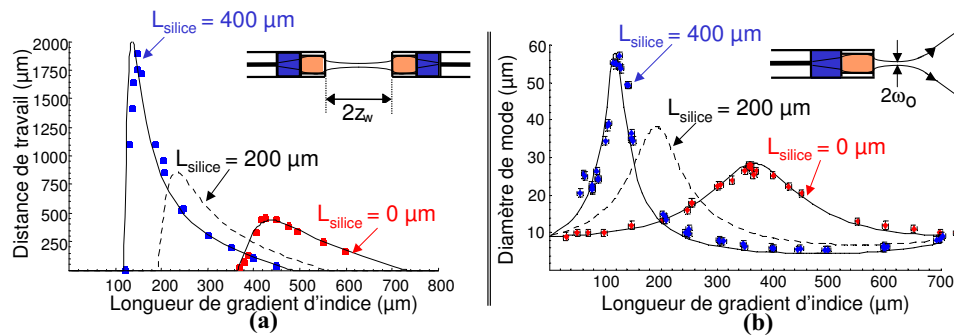 L_silice = 400 µm
Distance de travail (µm)
2000
1750
1500
1250
1000
750
500
250
2z_w
L_silice = 200 µm
L_silice = 0 µm
0 100 200 300 400 500 600 700 800
Longueur de gradient d'indice (µm)
(a)
Diamètre de mode (µm)
60
50
40
30
20
10
0
L_silice = 400 µm
2ω_o
L_silice = 200 µm
L_silice = 0 µm
100 200 300 400 500 600 700
Longueur de gradient d'indice (µm)
(b)